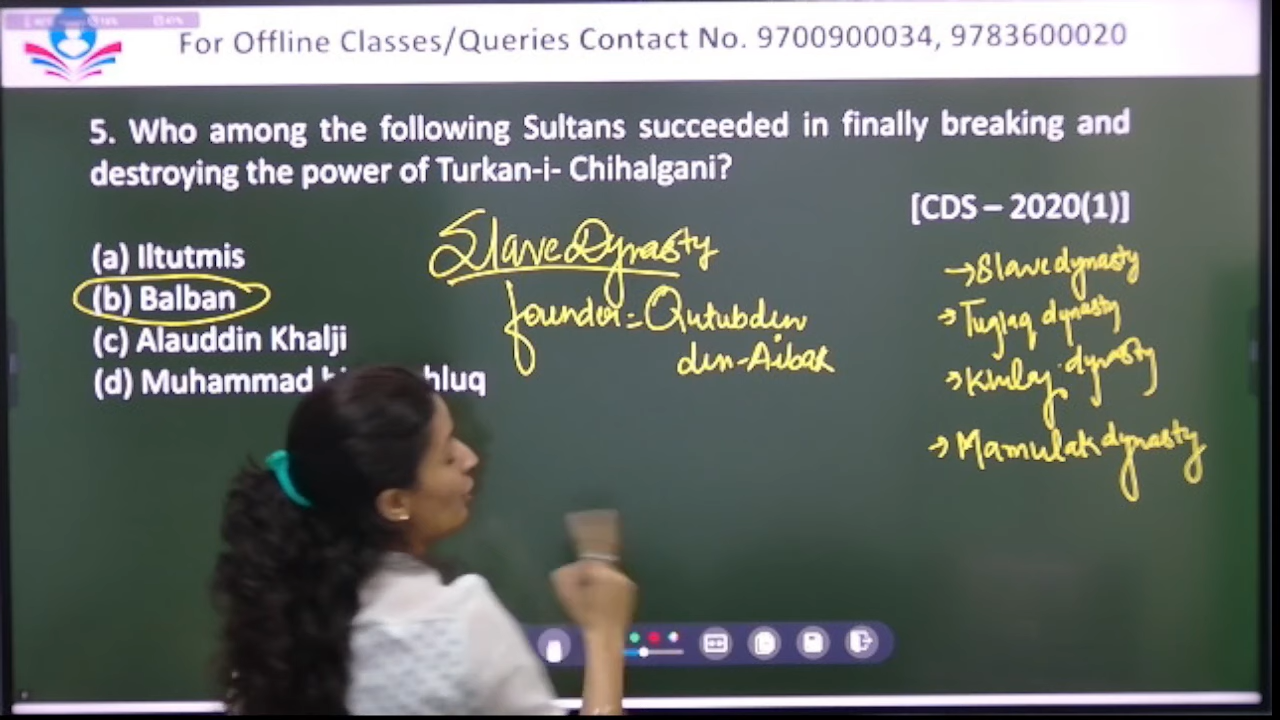 For Offline Classes/Queries Contact No. 9700900034, 9783600020
5. Who among the following Sultans succeeded in finally breaking and
destroying the power of Turkan-i- Chihalgani?
[CDS – 2020(1)]
(a) Iltutmis
(b) Balban
(c) Alauddin Khalji
(d) Muhammad hluq
Slave Dynasty
founder = Qutubdin
din-Aibak
→ Slave dynasty
→ Tuglaq dynasty
→ Khilaji dynasty
→ Mamulak dynasty